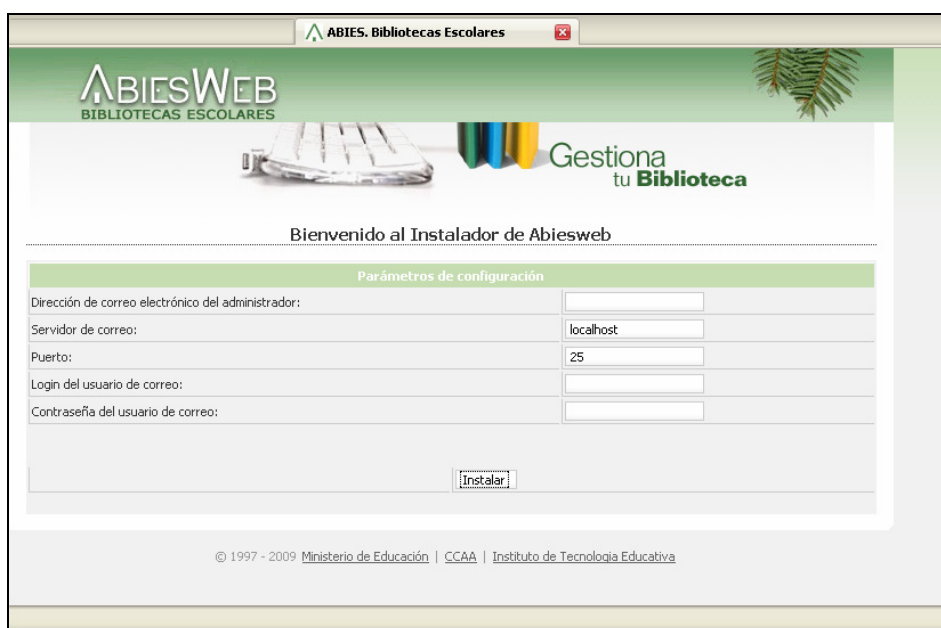 ABIES. Bibliotecas Escolares
ABIESWEB
BIBLIOTECAS ESCOLARES
Gestiona
tu Biblioteca
Bienvenido al Instalador de Abiesweb
Parámetros de configuración
Dirección de correo electrónico del administrador:
Servidor de correo: localhost
Puerto: 25
Login del usuario de correo:
Contraseña del usuario de correo:
Instalar
© 1997 - 2009 Ministerio de Educación | CCAA | Instituto de Tecnologia Educativa